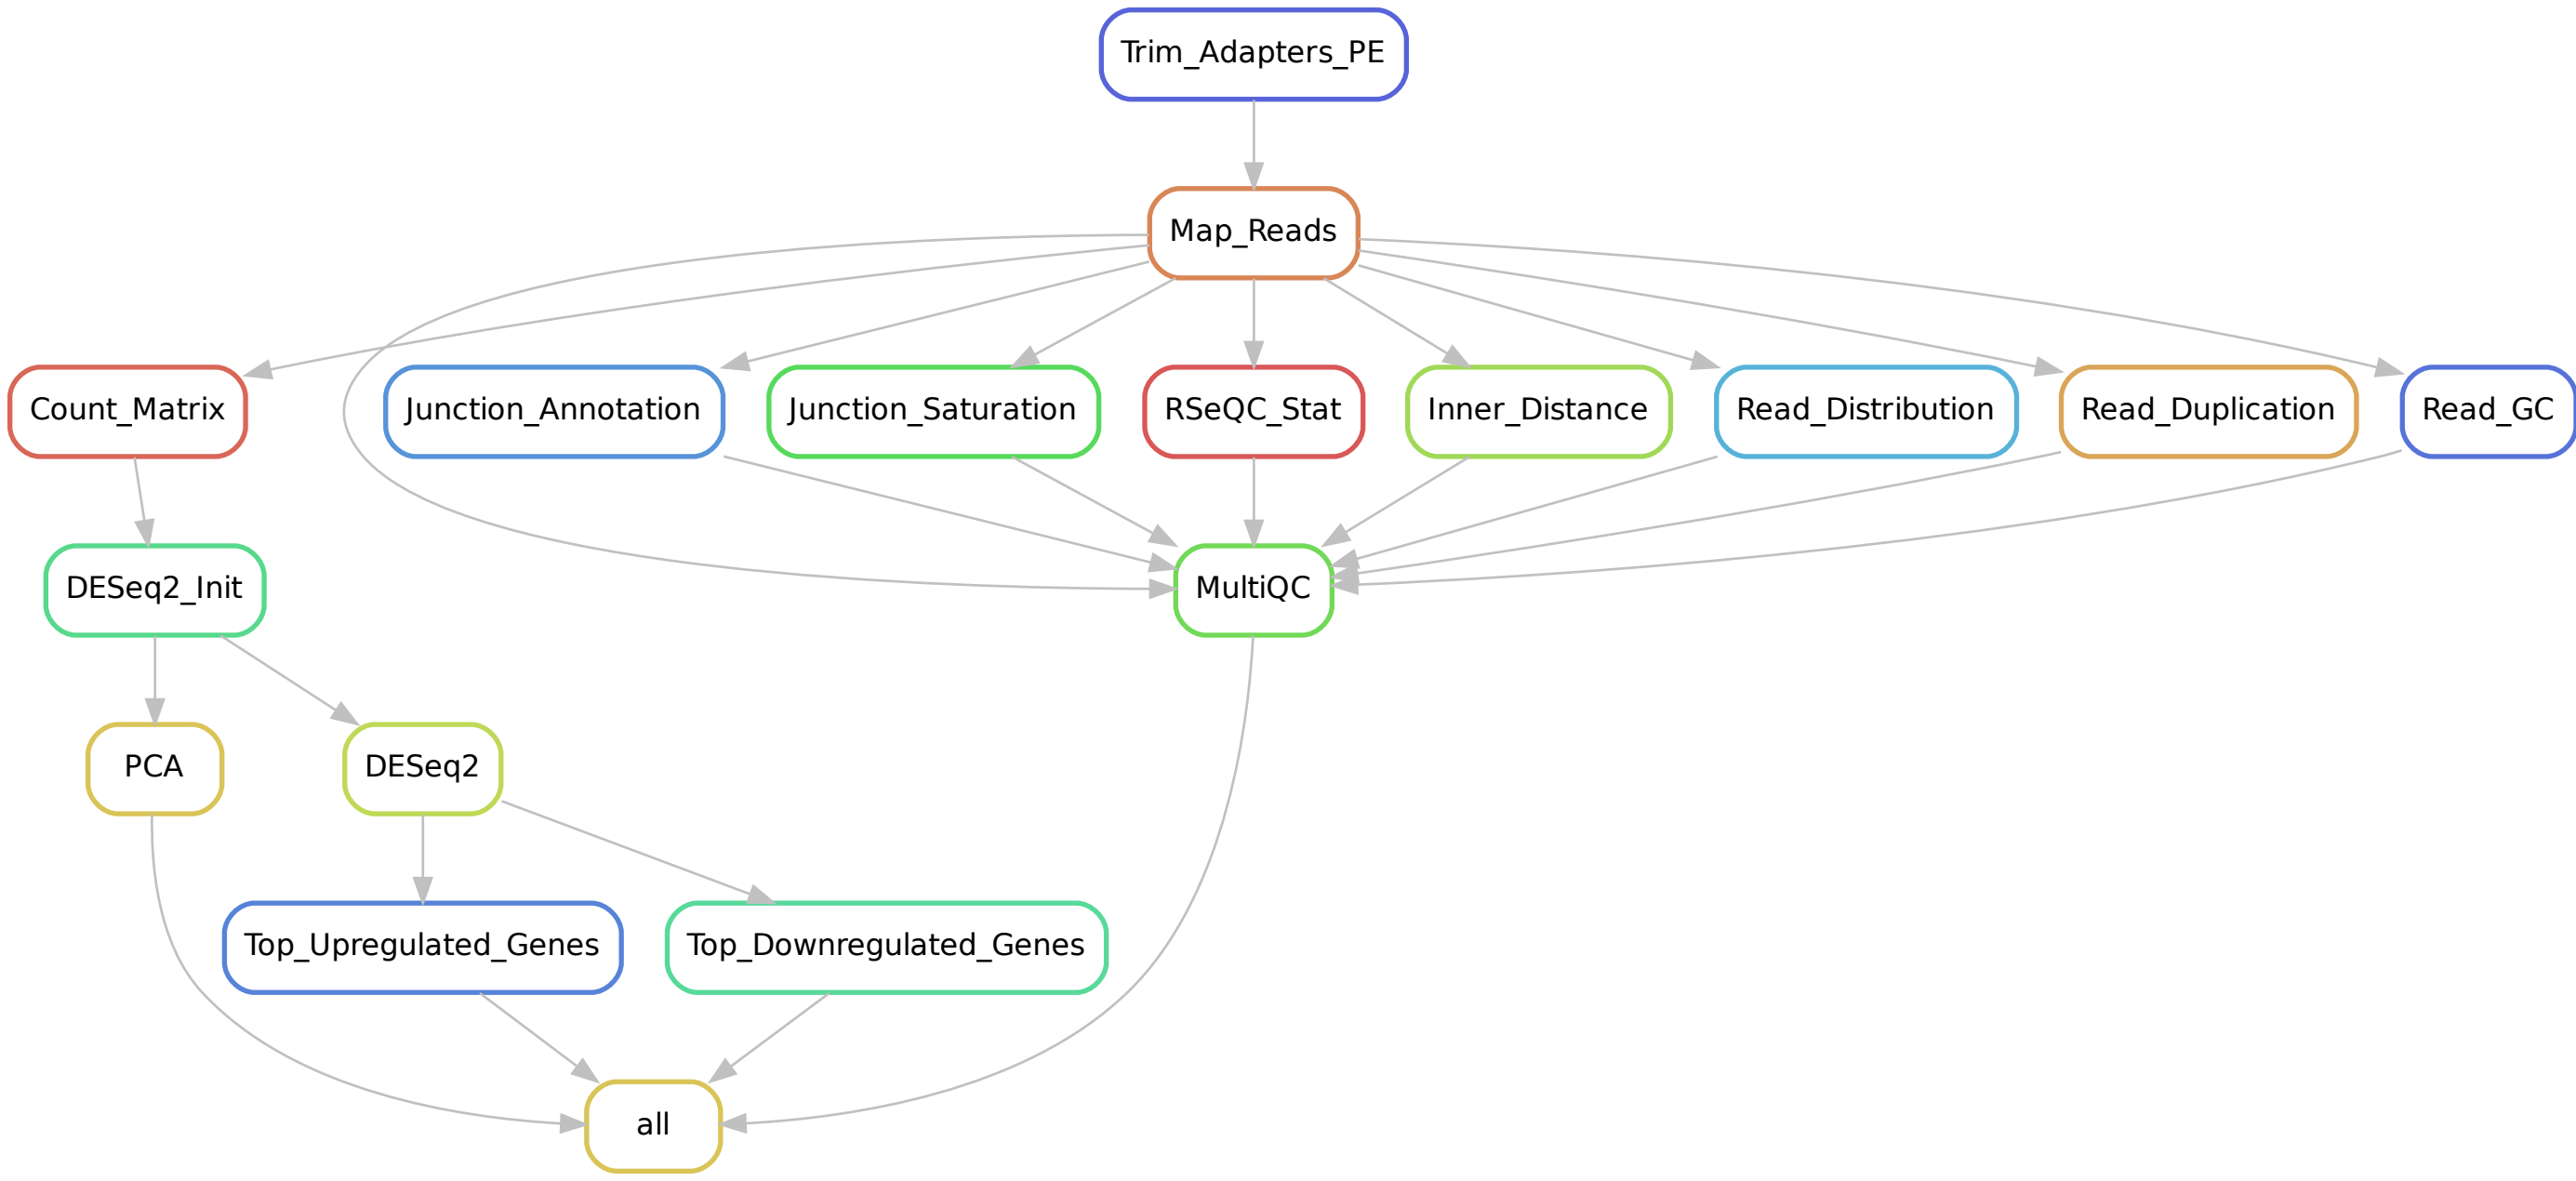 Trim_Adapters_PE
Map_Reads
Count_Matrix
Junction_Annotation
Junction_Saturation
RSeQC_Stat
Inner_Distance
Read_Distribution
Read_Duplication
Read_GC
DESeq2_Init
MultiQC
PCA
DESeq2
Top_Upregulated_Genes
Top_Downregulated_Genes
all